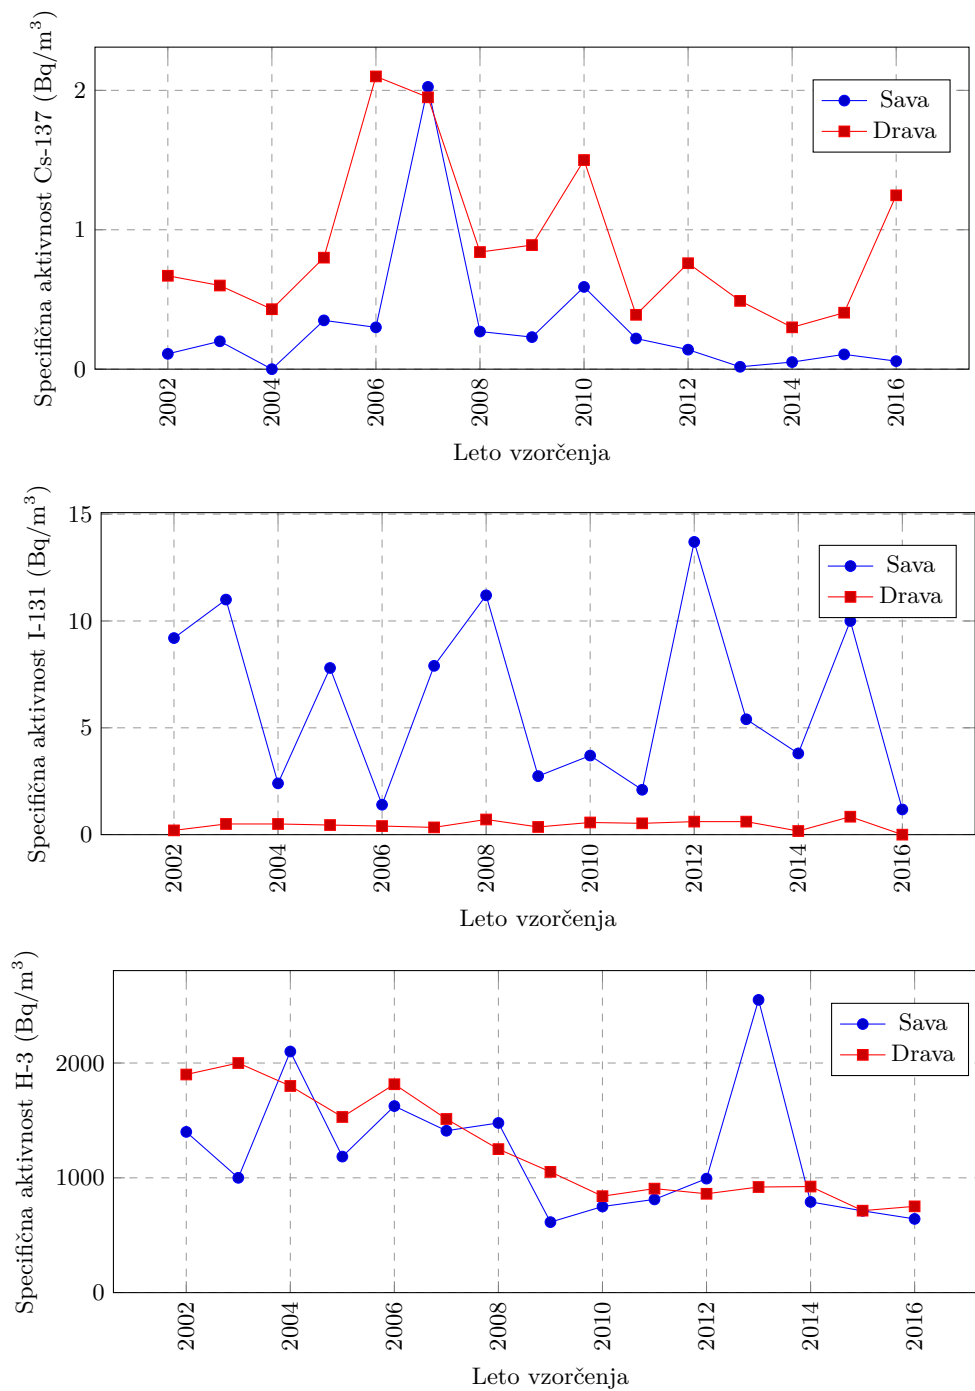 Specifična aktivnost Cs-137 (Bq/m³)
2
1
0
Sava
Drava
2002 2004 2006 2008 2010 2012 2014 2016
Leto vzorčenja
Specifična aktivnost I-131 (Bq/m³)
15
10
5
0
Sava
Drava
2002 2004 2006 2008 2010 2012 2014 2016
Leto vzorčenja
Specifična aktivnost H-3 (Bq/m³)
2000
1000
0
Sava
Drava
2002 2004 2006 2008 2010 2012 2014 2016
Leto vzorčenja